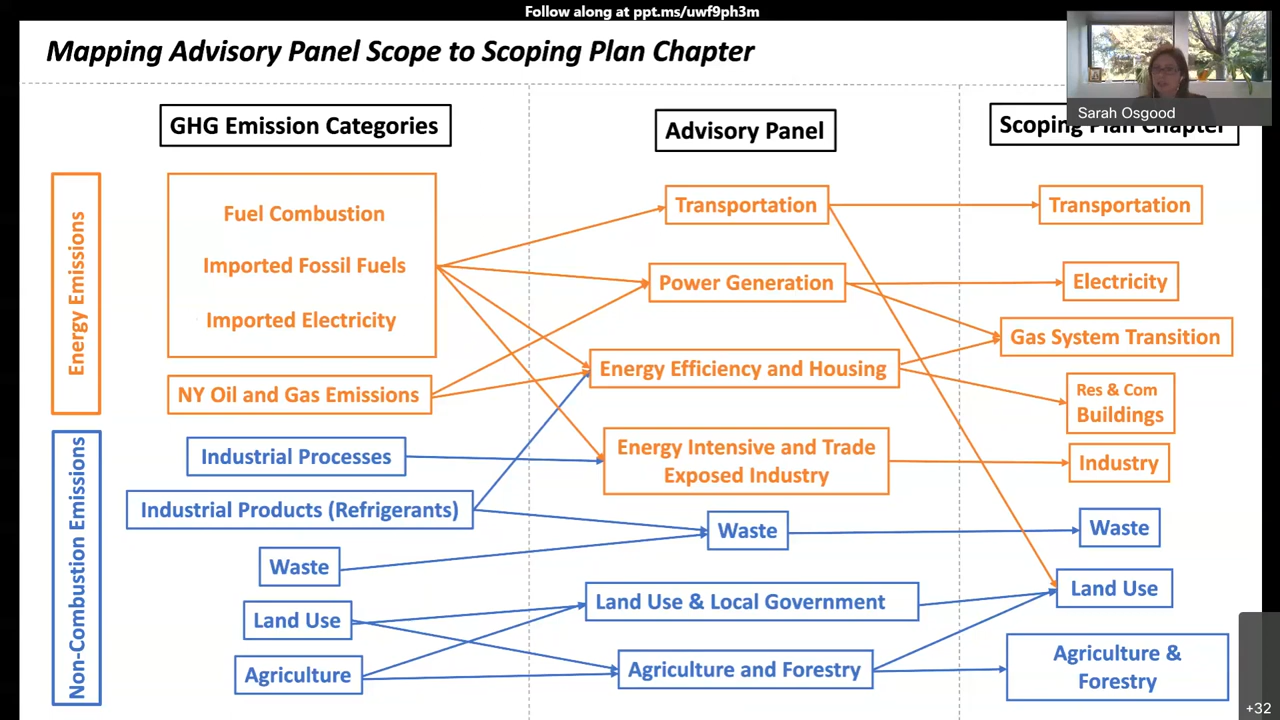 Follow along at ppt.ms/uwf9ph3m
Mapping Advisory Panel Scope to Scoping Plan Chapter
Sarah Osgood
GHG Emission Categories
Advisory Panel
Scoping Plan Chapter
Energy Emissions
Fuel Combustion
Imported Fossil Fuels
Imported Electricity
NY Oil and Gas Emissions
Non-Combustion Emissions
Industrial Processes
Industrial Products (Refrigerants)
Waste
Land Use
Agriculture
Transportation
Power Generation
Energy Efficiency and Housing
Energy Intensive and Trade
Exposed Industry
Waste
Land Use & Local Government
Agriculture and Forestry
Transportation
Electricity
Gas System Transition
Res & Com
Buildings
Industry
Waste
Land Use
Agriculture &
Forestry
+32